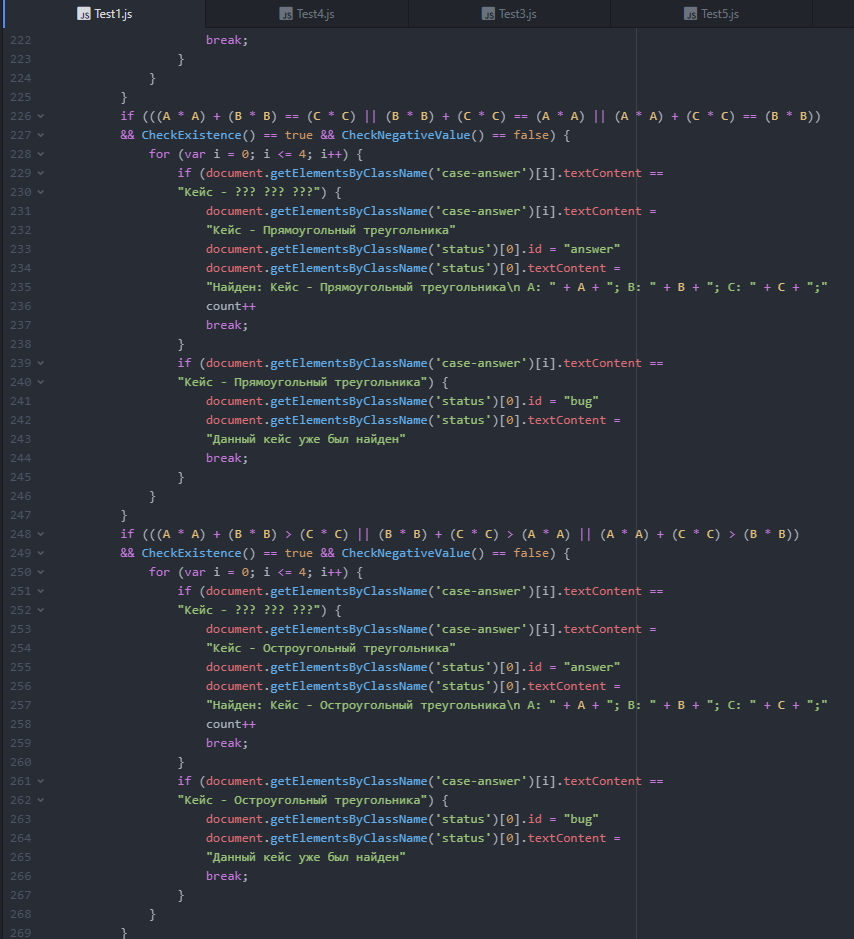 JS Test1.js JS Test4.js JS Test3.js JS Test5.js
222 break;
223 }
224 }
225 }
226 if (((A * A) + (B * B) == (C * C) || (B * B) + (C * C) == (A * A) || (A * A) + (C * C) == (B * B))
227 && CheckExistence() == true && CheckNegativeValue() == false) {
228 for (var i = 0; i <= 4; i++) {
229 if (document.getElementsByClassName('case-answer')[i].textContent ==
230 "Кейс - ??? ??? ???") {
231 document.getElementsByClassName('case-answer')[i].textContent =
232 "Кейс - Прямоугольный треугольника"
233 document.getElementsByClassName('status')[0].id = "answer"
234 document.getElementsByClassName('status')[0].textContent =
235 "Найден: Кейс - Прямоугольный треугольника\n A: " + A + "; B: " + B + "; C: " + C + ";"
236 count++
237 break;
238 }
239 if (document.getElementsByClassName('case-answer')[i].textContent ==
240 "Кейс - Прямоугольный треугольника") {
241 document.getElementsByClassName('status')[0].id = "bug"
242 document.getElementsByClassName('status')[0].textContent =
243 "Данный кейс уже был найден"
244 break;
245 }
246 }
247 }
248 if (((A * A) + (B * B) > (C * C) || (B * B) + (C * C) > (A * A) || (A * A) + (C * C) > (B * B))
249 && CheckExistence() == true && CheckNegativeValue() == false) {
250 for (var i = 0; i <= 4; i++) {
251 if (document.getElementsByClassName('case-answer')[i].textContent ==
252 "Кейс - ??? ??? ???") {
253 document.getElementsByClassName('case-answer')[i].textContent =
254 "Кейс - Остроугольный треугольника"
255 document.getElementsByClassName('status')[0].id = "answer"
256 document.getElementsByClassName('status')[0].textContent =
257 "Найден: Кейс - Остроугольный треугольника\n A: " + A + "; B: " + B + "; C: " + C + ";"
258 count++
259 break;
260 }
261 if (document.getElementsByClassName('case-answer')[i].textContent ==
262 "Кейс - Остроугольный треугольника") {
263 document.getElementsByClassName('status')[0].id = "bug"
264 document.getElementsByClassName('status')[0].textContent =
265 "Данный кейс уже был найден"
266 break;
267 }
268 }
269 }